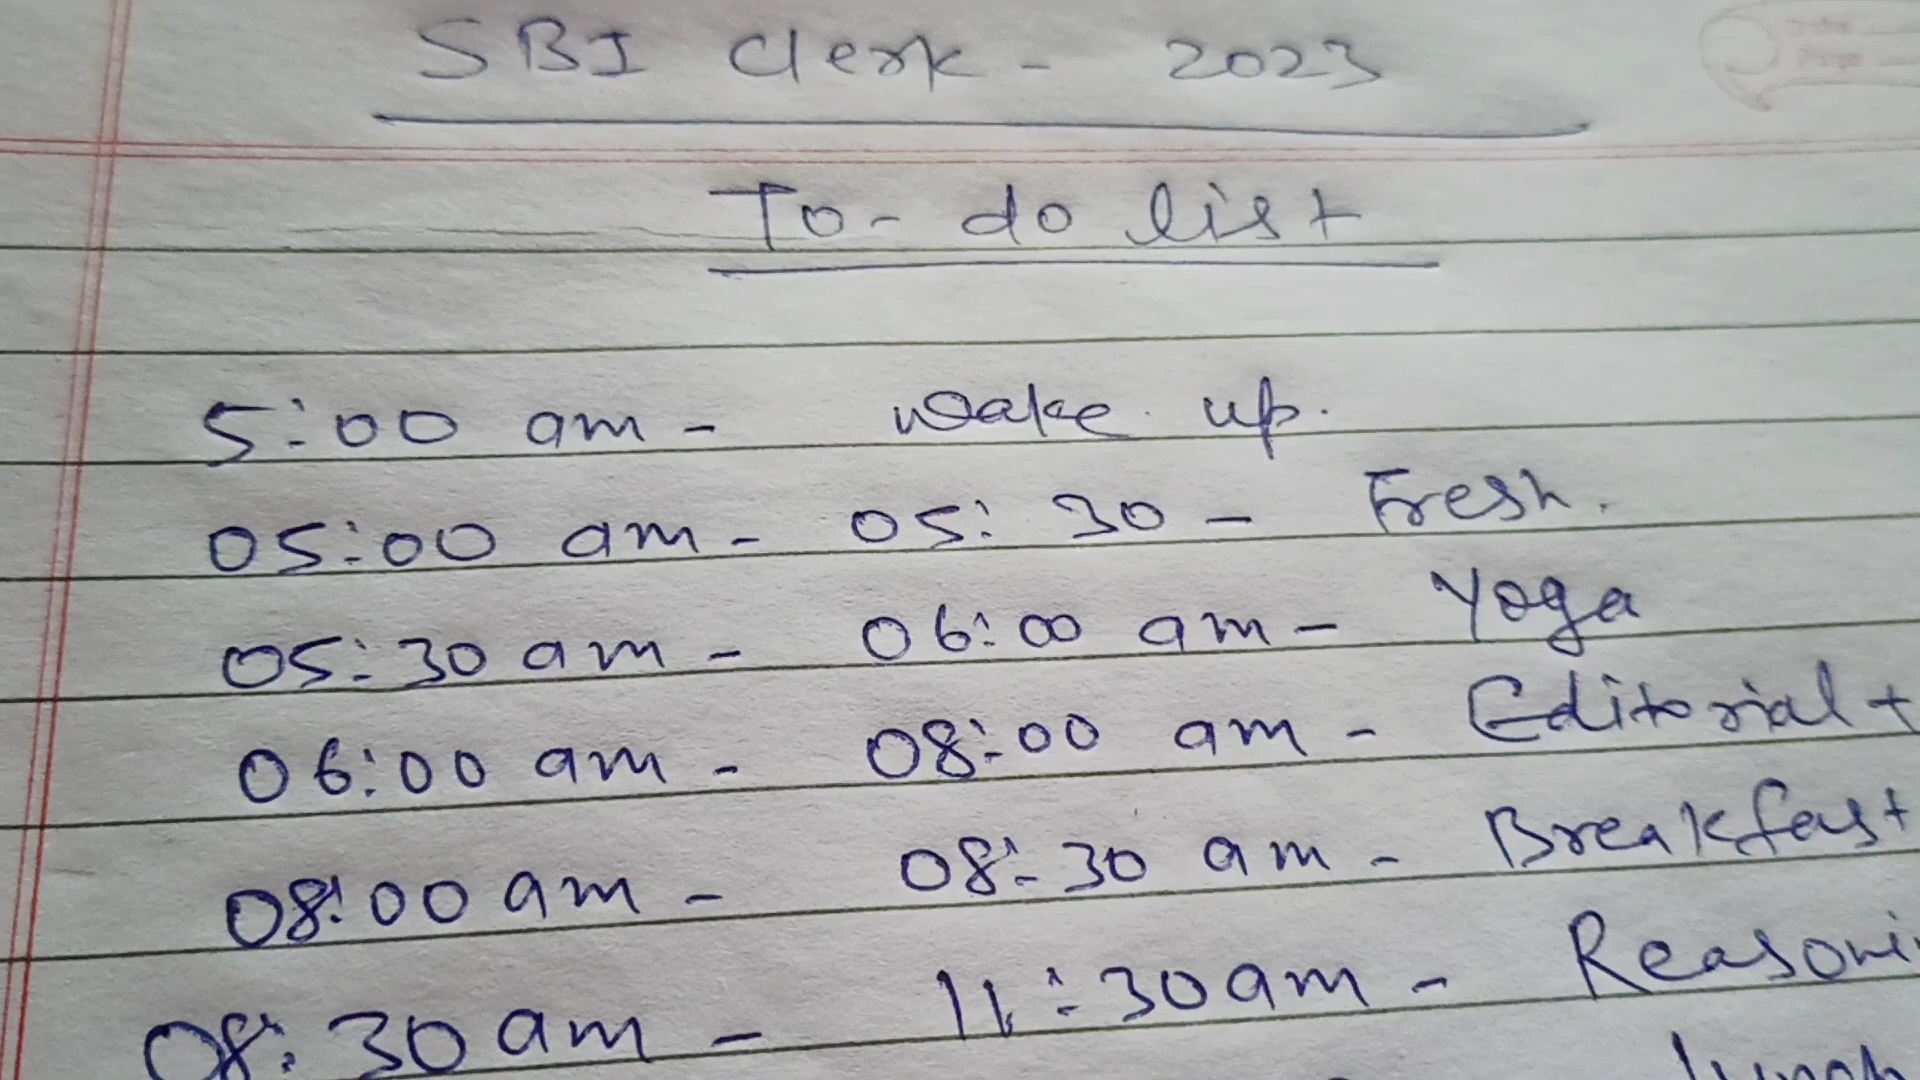 SBI Clerk - 2023
To-do list
5:00 am - wake up.
05:00 am - 05:30 - Fresh.
05:30 am - 06:00 am - Yoga
06:00 am - 08:00 am - Editorial +
08:00 am - 08:30 am - Breakfast
08:30 am - 11:30 am - Reasoni
lunch